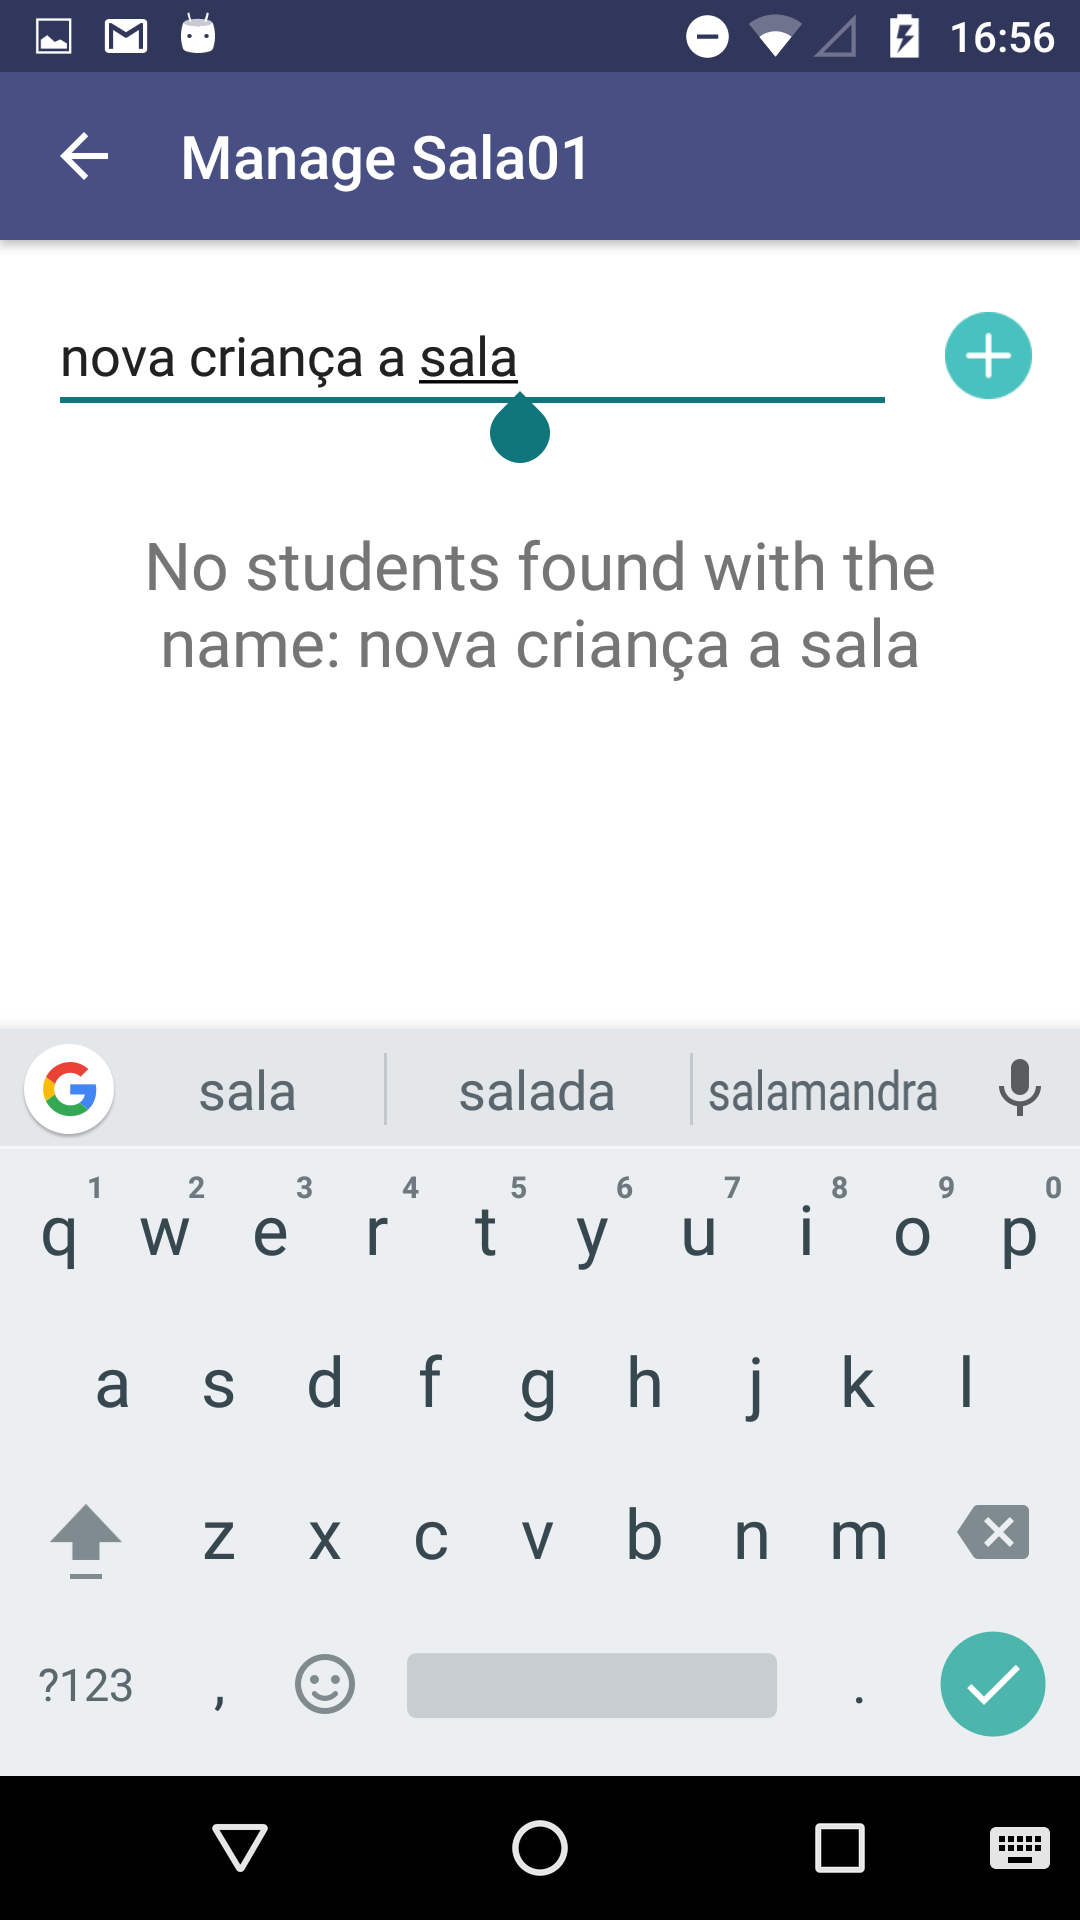 16:56
Manage Sala01
nova criança a sala
No students found with the
name: nova criança a sala
sala salada salamandra
1 2 3 4 5 6 7 8 9 0
q w e r t y u i o p
a s d f g h j k l
z x c v b n m
?123 , .